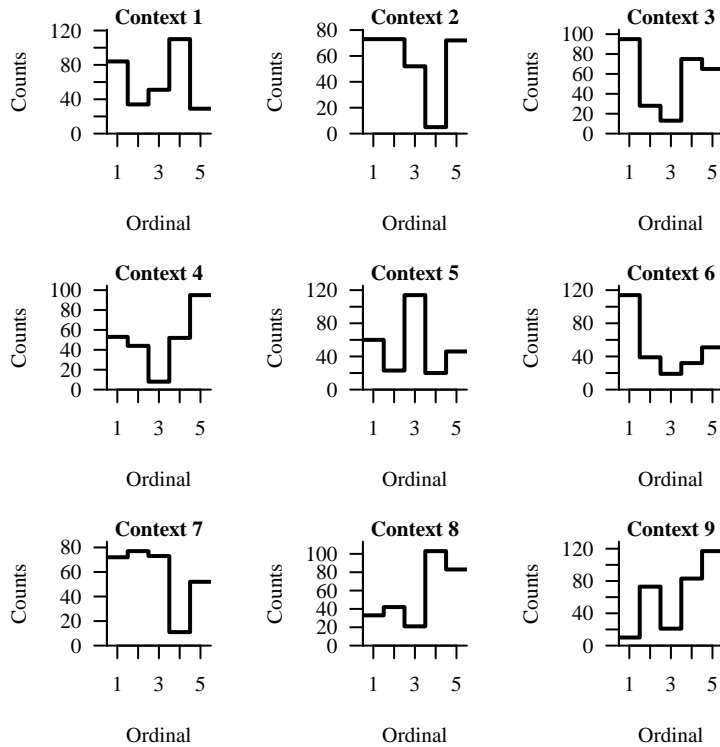 Context 1
120
80
40
0
Counts
1 3 5
Ordinal
Context 2
80
60
40
20
0
Counts
1 3 5
Ordinal
Context 3
100
80
60
40
20
0
Counts
1 3 5
Ordinal
Context 4
100
80
60
40
20
0
Counts
1 3 5
Ordinal
Context 5
120
80
40
0
Counts
1 3 5
Ordinal
Context 6
120
80
40
0
Counts
1 3 5
Ordinal
Context 7
80
60
40
20
0
Counts
1 3 5
Ordinal
Context 8
100
80
60
40
20
0
Counts
1 3 5
Ordinal
Context 9
120
80
40
0
Counts
1 3 5
Ordinal